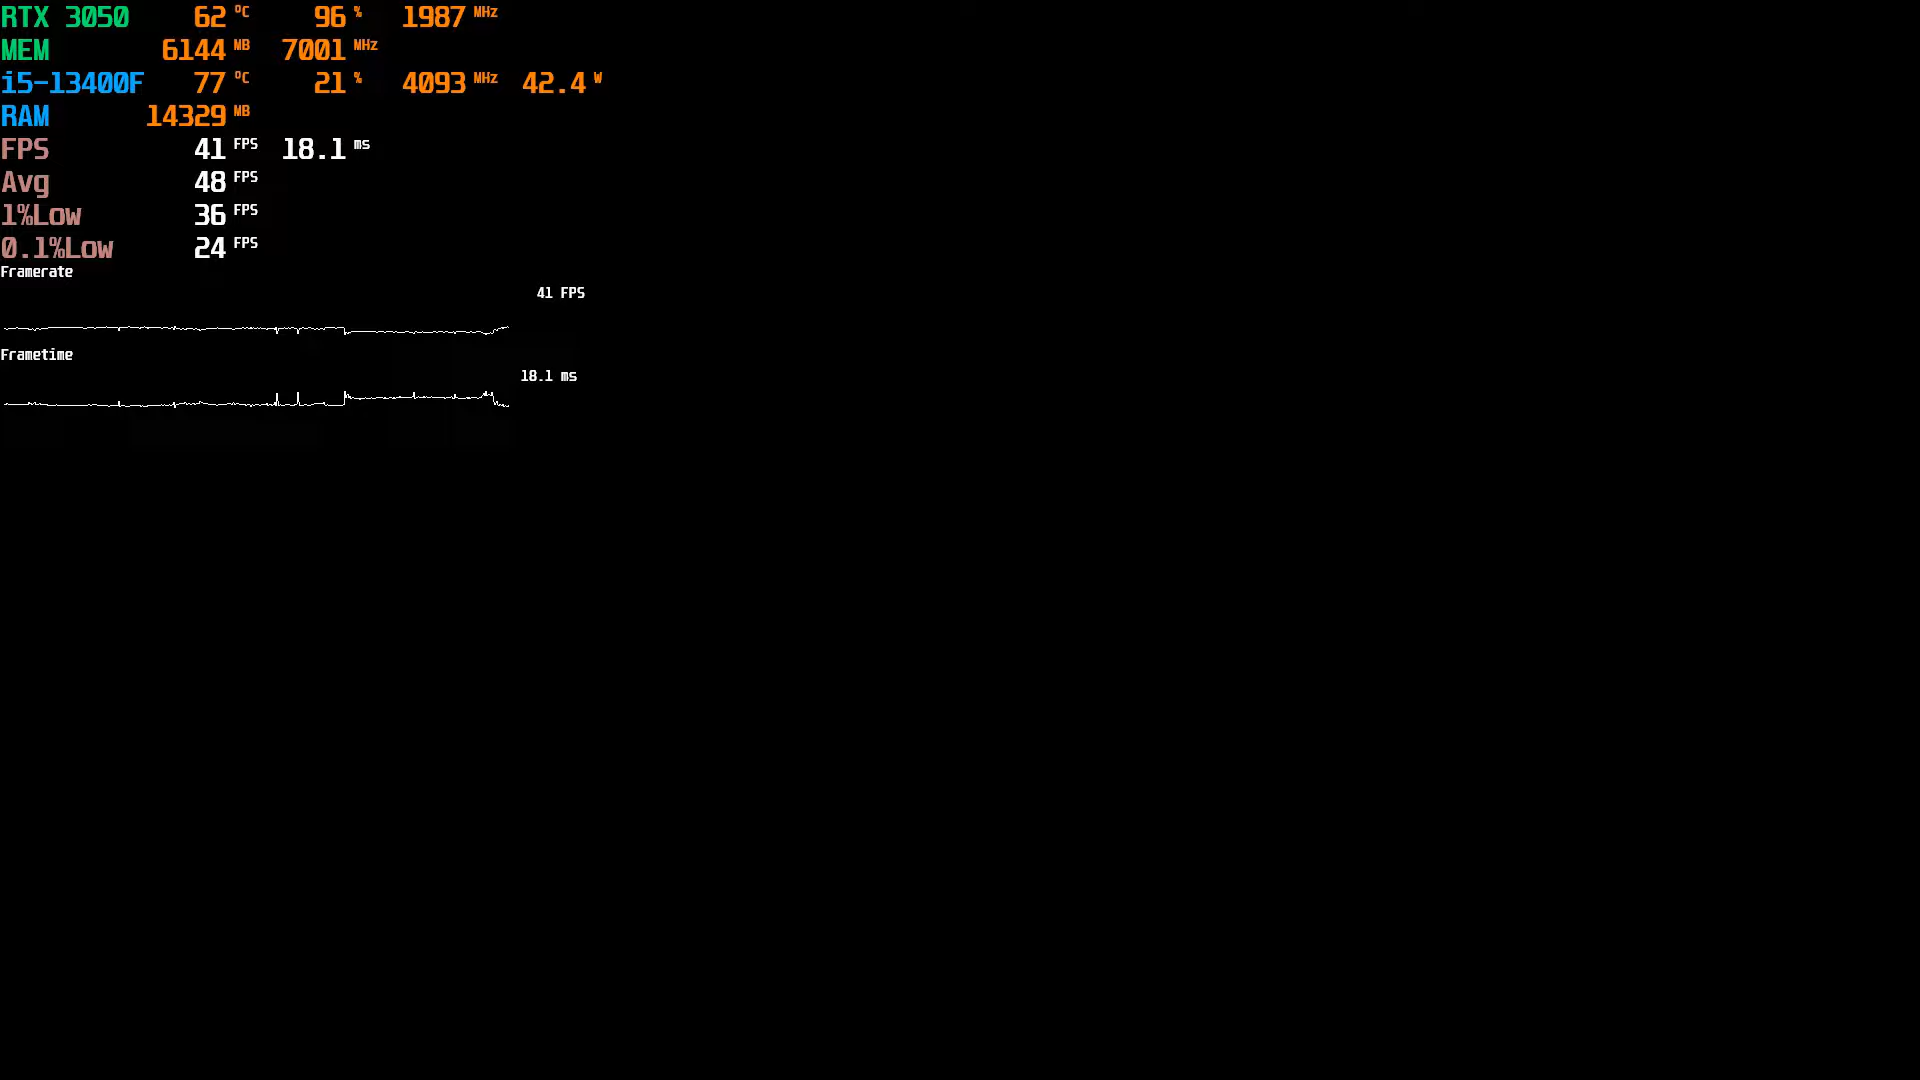 RTX 3050 62 °C 96 % 1987 MHz
MEM 6144 MB 7001 MHz
i5-13400F 77 °C 21 % 4093 MHz 42.4 W
RAM 14329 MB
FPS 41 FPS 18.1 ms
Avg 48 FPS
1%Low 36 FPS
0.1%Low 24 FPS
Framerate
41 FPS
Frametime
18.1 ms